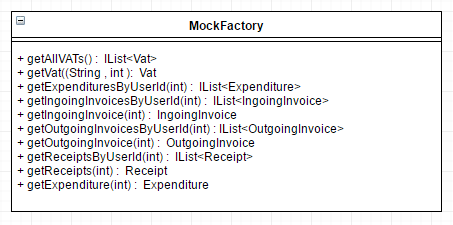 MockFactory
+ getAllVATs() : IList<Vat>
+ getVat((String , int ): Vat
+ getExpendituresByUserId(int) : IList<Expenditure>
+ getIngoingInvoicesByUserId(int) : IList<IngoingInvoice>
+ getIngoingInvoice(int) : IngoingInvoice
+ getOutgoingInvoicesByUserId(int) :IList<OutgoingInvoice>
+ getOutgoingInvoice(int) : OutgoingInvoice
+ getReceiptsByUserId(int) : IList<Receipt>
+ getReceipts(int) : Receipt
+ getExpenditure(int) : Expenditure